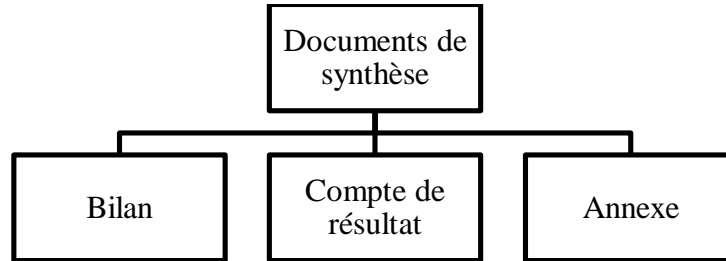 Documents de
synthèse
Bilan
Compte de
résultat
Annexe